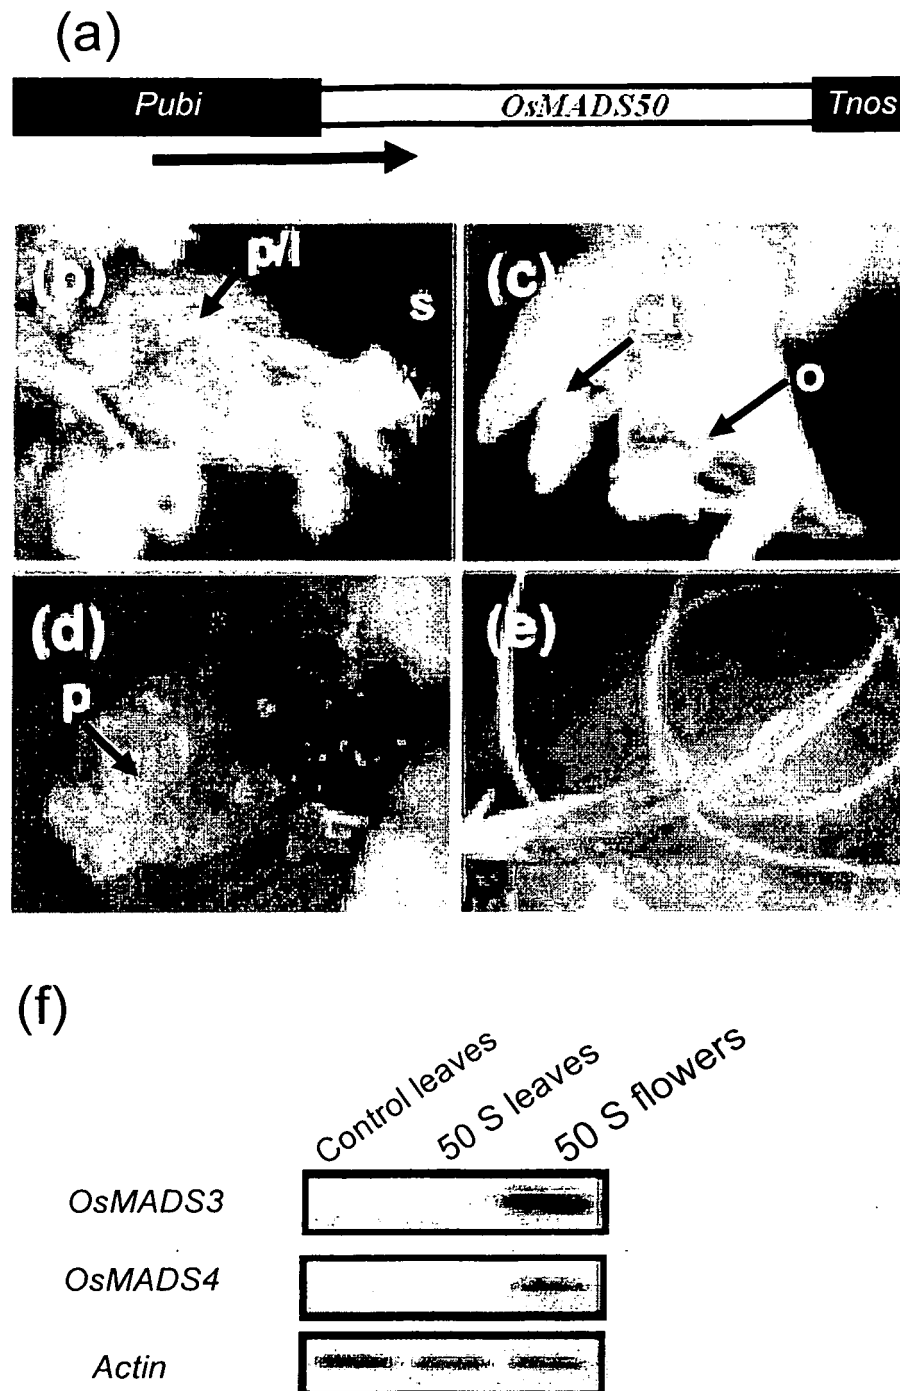 (a)
Pubi OsMADS50 Tnos
(b) p/l s
(c) o
(d) p
(e)
(f)
Control leaves
50 S leaves
50 S flowers
OsMADS3
OsMADS4
Actin